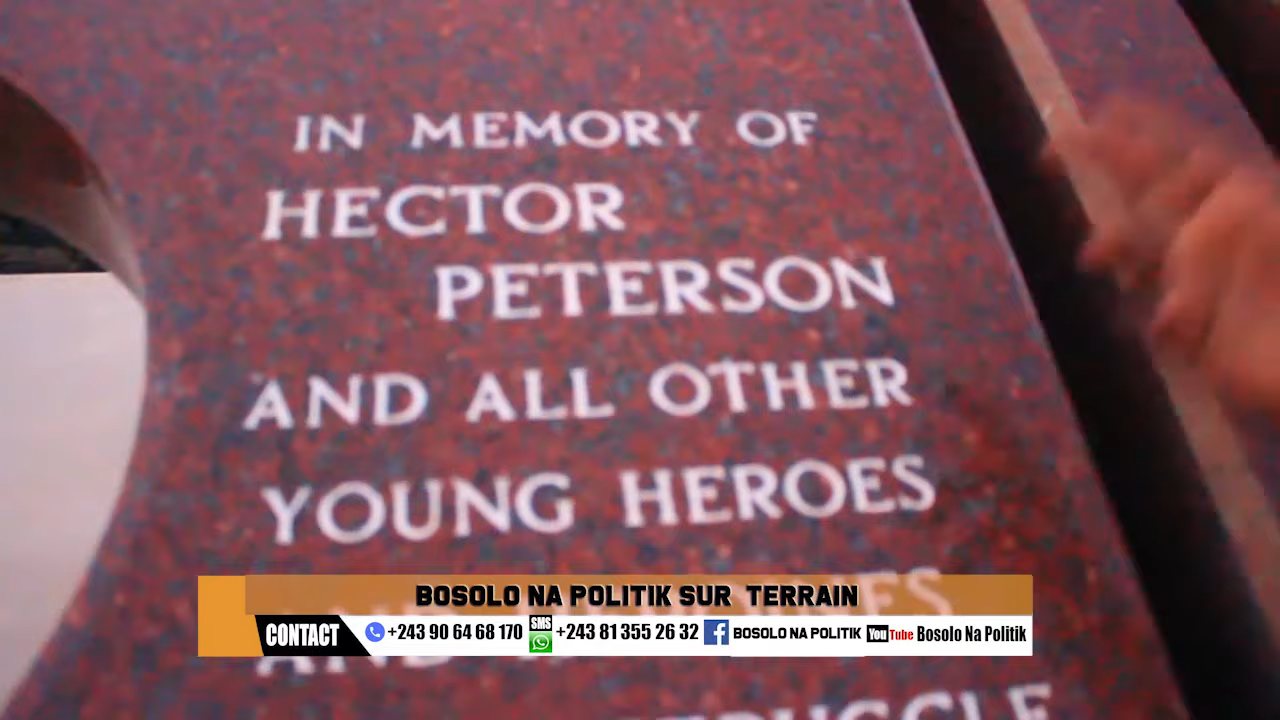 IN MEMORY OF
HECTOR
PETERSON
AND ALL OTHER
YOUNG HEROES
BOSOLO NA POLITIK SUR TERRAIN
AND
CONTACT +243 90 64 68 170 SMS +243 81 355 26 32 BOSOLO NA POLITIK YouTube Bosolo Na Politik